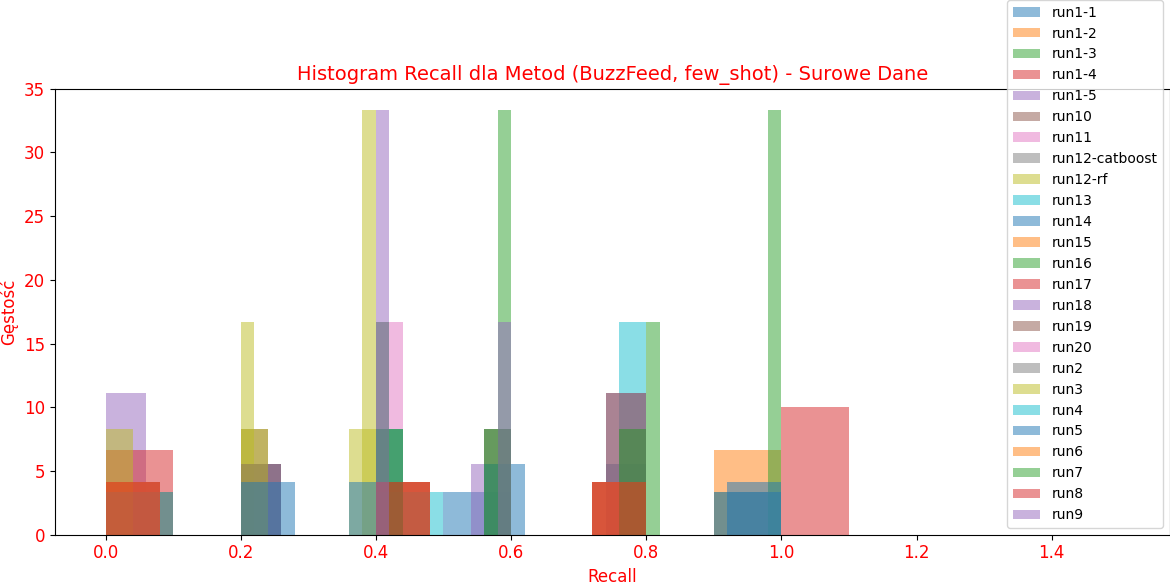 Histogram Recall dla Metod (BuzzFeed, few_shot) - Surowe Dane
Gęstość
35
30
25
20
15
10
5
0
0.0 0.2 0.4 0.6 0.8 1.0 1.2 1.4
Recall
run1-1
run1-2
run1-3
run1-4
run1-5
run10
run11
run12-catboost
run12-rf
run13
run14
run15
run16
run17
run18
run19
run20
run2
run3
run4
run5
run6
run7
run8
run9